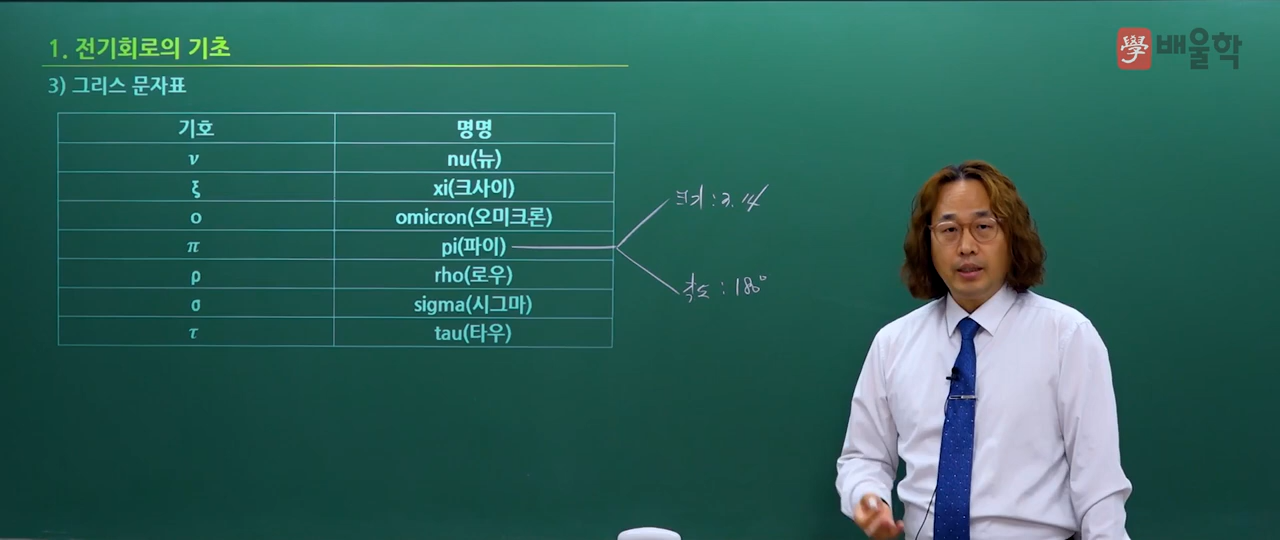 1. 전기회로의 기초
學 배울학
3) 그리스 문자표
기호 명명
ν nu(뉴)
ξ xi(크사이)
ο omicron(오미크론)
π pi(파이)
ρ rho(로우)
σ sigma(시그마)
τ tau(타우)
크기 : 3.14
각도 : 180°